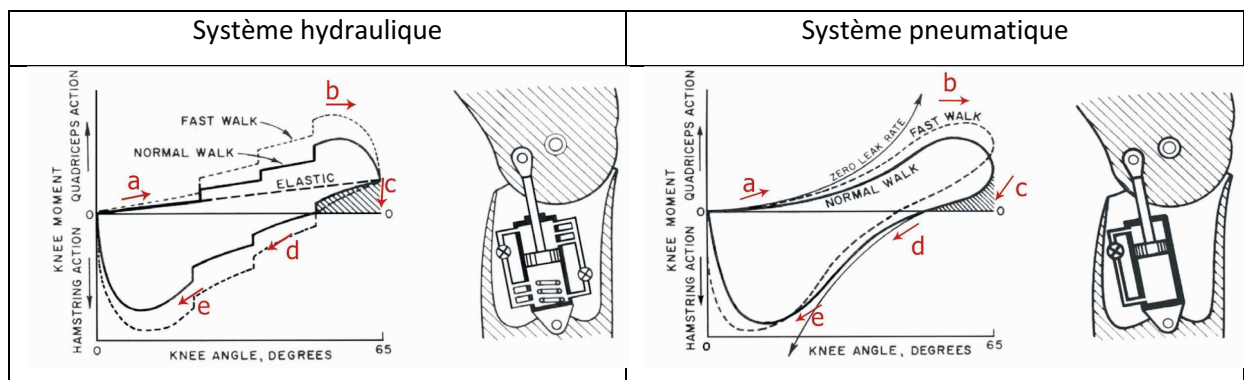 Système hydraulique
Système pneumatique
KNEE MOMENT
HAMSTRING ACTION QUADRICEPS ACTION
b
FAST WALK
NORMAL WALK
a
ELASTIC
c
0
0
d
e
0
65
KNEE ANGLE, DEGREES
KNEE MOMENT
HAMSTRING ACTION QUADRICEPS ACTION
b
FAST WALK
ZERO LEAK RATE
a
NORMAL WALK
c
0
0
d
e
0
65
KNEE ANGLE, DEGREES